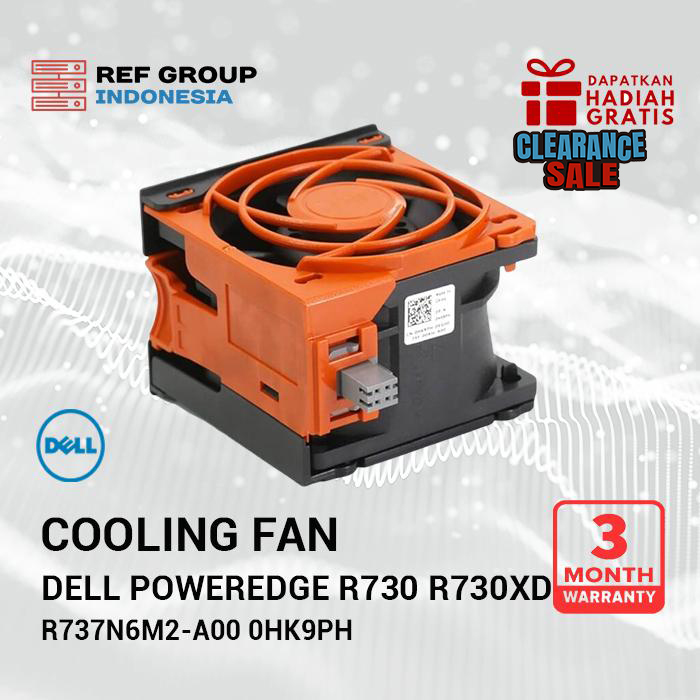 REF GROUP
INDONESIA
DAPATKAN
HADIAH
GRATIS
CLEARANCE
SALE
DELL
COOLING FAN
DELL POWEREDGE R730 R730XD
R737N6M2-A00 0HK9PH
3
MONTH
WARRANTY